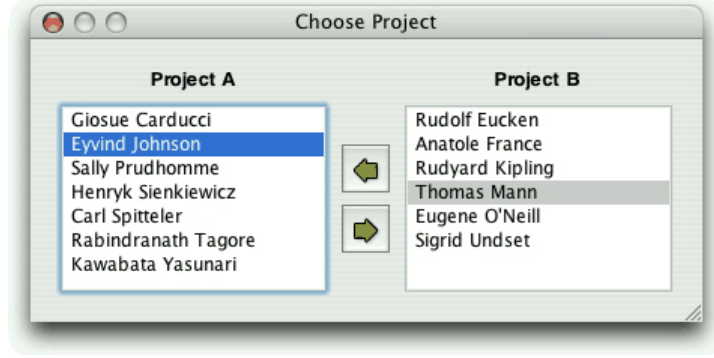 Choose Project
Project A
Giosue Carducci
Eyvind Johnson
Sally Prudhomme
Henryk Sienkiewicz
Carl Spitteler
Rabindranath Tagore
Kawabata Yasunari
Project B
Rudolf Eucken
Anatole France
Rudyard Kipling
Thomas Mann
Eugene O'Neill
Sigrid Undset